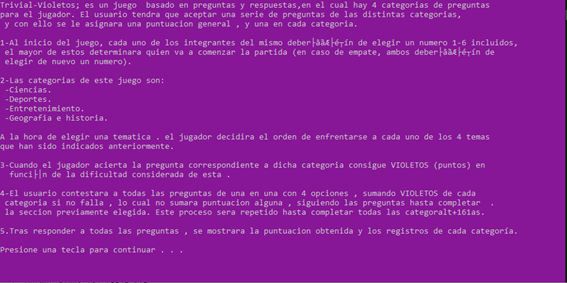 Trivial-Violetos; es un juego  basado en preguntas y respuestas,en el cual hay 4 categorias de preguntas
para el jugador. El usuario tendra que aceptar una serie de preguntas de las distintas categorias,
y con ello se le asignara una puntuacion general , y una en cada categoria.
1-Al inicio del juego, cada uno de los integrantes del mismo deber├âãÆ├é┬ín de elegir un numero 1-6 incluidos,
el mayor de estos determinara quien va a comenzar la partida (en caso de empate, ambos deber├âãÆ├é┬ín de
elegir de nuevo un numero).
2-Las categorias de este juego son:
-Ciencias.
-Deportes.
-Entretenimiento.
-Geografia e historia.
A la hora de elegir una tematica . el jugador decidira el orden de enfrentarse a cada uno de los 4 temas
que han sido indicados anteriormente.
3-Cuando el jugador acierta la pregunta correspondiente a dicha categoria consigue VIOLETOS (puntos) en
funci├│n de la dificultad considerada de esta .
4-El usuario contestara a todas las preguntas de una en una con 4 opciones , sumando VIOLETOS de cada
categoria si no falla , lo cual no sumara puntuacion alguna , siguiendo las preguntas hasta completar  .
la seccion previamente elegida. Este proceso sera repetido hasta completar todas las categoralt+161as.
5.Tras responder a todas las preguntas , se mostrara la puntuacion obtenida y los registros de cada categoria.
Presione una tecla para continuar . . .